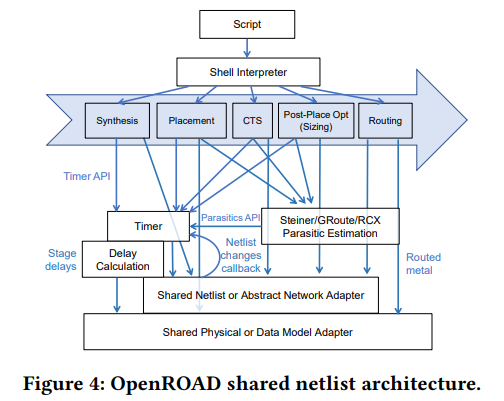 Script
Shell Interpreter
Synthesis
Placement
CTS
Post-Place Opt
(Sizing)
Routing
Timer API
Timer
Parasitics API
Steiner/GRoute/RCX
Parasitic Estimation
Stage
delays
Delay
Calculation
Netlist
changes
callback
Routed
metal
Shared Netlist or Abstract Network Adapter
Shared Physical or Data Model Adapter
Figure 4: OpenROAD shared netlist architecture.